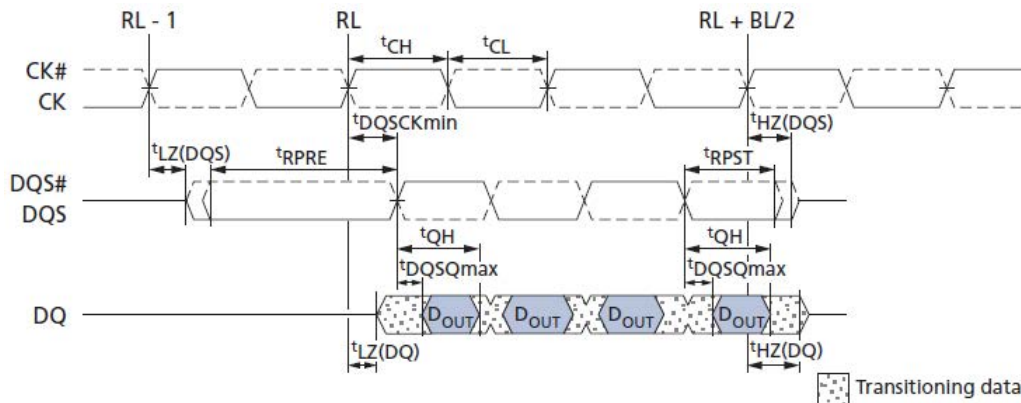 RL - 1
RL
RL + BL/2
tCH
tCL
CK#
CK
tDQSCKmin
tHZ(DQS)
tLZ(DQS)
tRPRE
tRPST
DQS#
DQS
tQH
tQH
tDQSQmax
tDQSQmax
DQ
DOUT
DOUT
DOUT
DOUT
tLZ(DQ)
tHZ(DQ)
Transitioning data